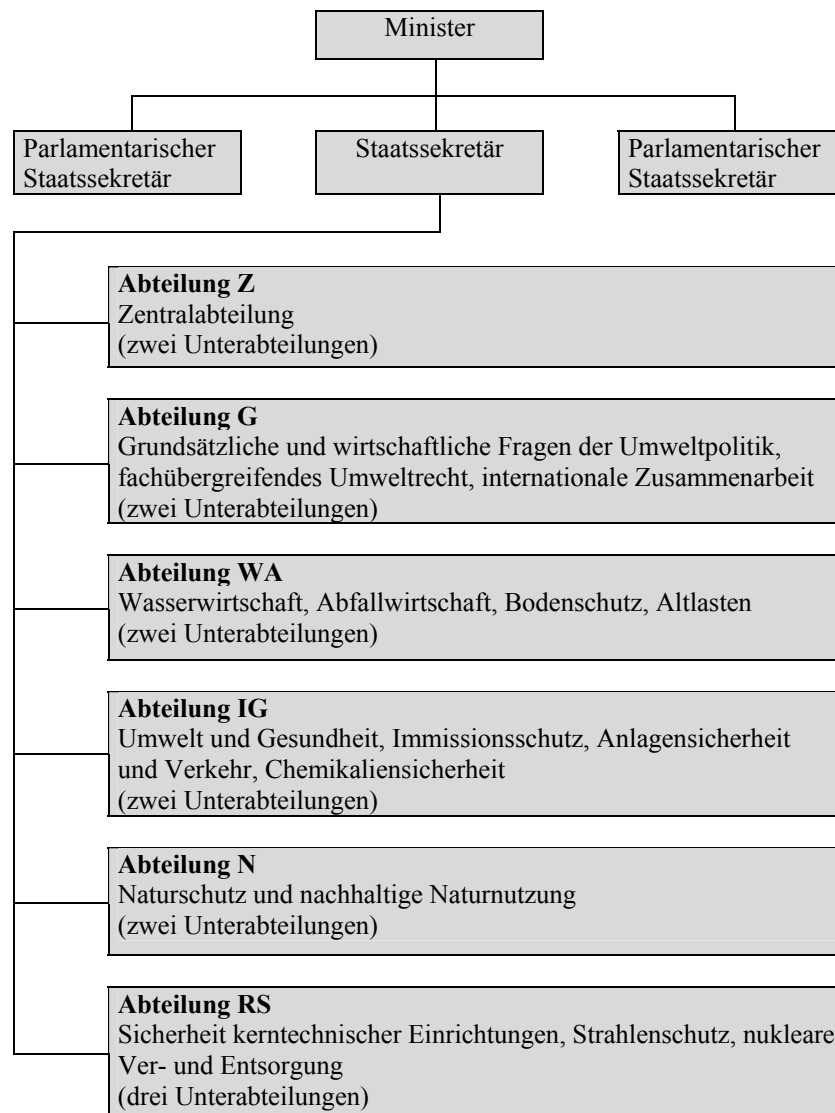 Minister
Parlamentarischer
Staatssekretär
Staatssekretär
Parlamentarischer
Staatssekretär
Abteilung Z
Zentralabteilung
(zwei Unterabteilungen)
Abteilung G
Grundsätzliche und wirtschaftliche Fragen der Umweltpolitik,
fachübergreifendes Umweltrecht, internationale Zusammenarbeit
(zwei Unterabteilungen)
Abteilung WA
Wasserwirtschaft, Abfallwirtschaft, Bodenschutz, Altlasten
(zwei Unterabteilungen)
Abteilung IG
Umwelt und Gesundheit, Immissionsschutz, Anlagensicherheit
und Verkehr, Chemikaliensicherheit
(zwei Unterabteilungen)
Abteilung N
Naturschutz und nachhaltige Naturnutzung
(zwei Unterabteilungen)
Abteilung RS
Sicherheit kerntechnischer Einrichtungen, Strahlenschutz, nukleare
Ver- und Entsorgung
(drei Unterabteilungen)